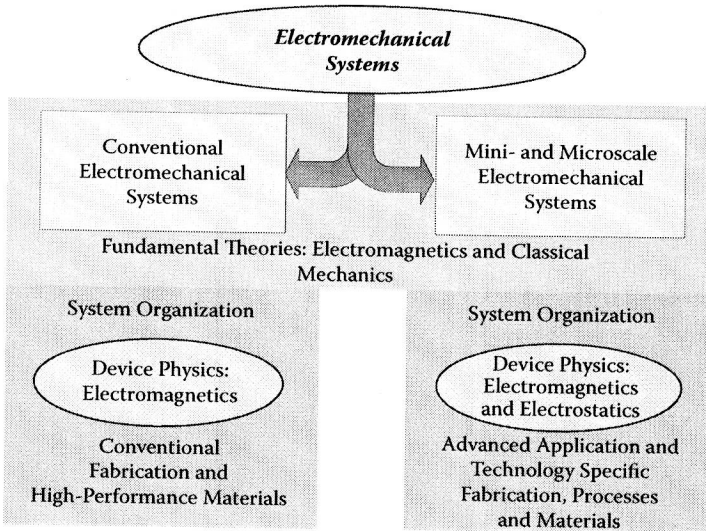 Electromechanical
Systems
Conventional
Electromechanical
Systems
Mini- and Microscale
Electromechanical
Systems
Fundamental Theories: Electromagnetics and Classical
Mechanics
System Organization
Device Physics:
Electromagnetics
Conventional
Fabrication and
High-Performance Materials
System Organization
Device Physics:
Electromagnetics
and Electrostatics
Advanced Application and
Technology Specific
Fabrication, Processes
and Materials